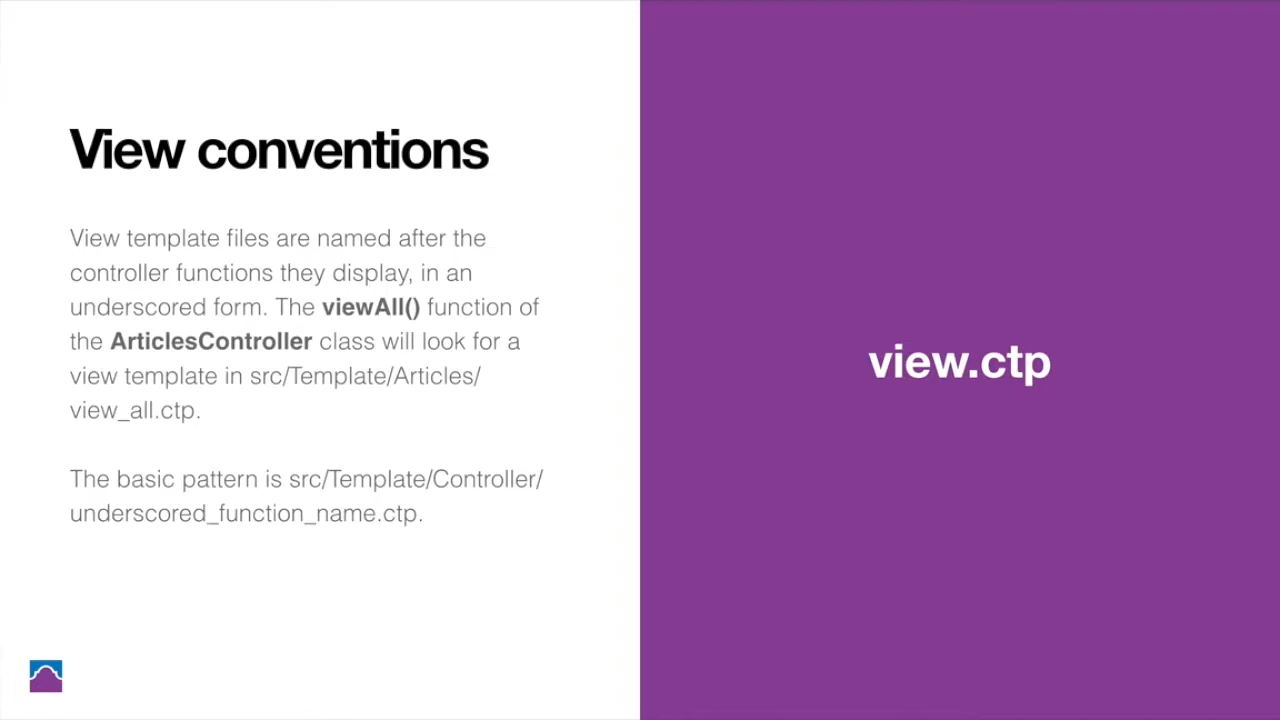 View conventions
View template files are named after the
controller functions they display, in an
underscored form. The viewAll() function of
the ArticlesController class will look for a
view template in src/Template/Articles/
view_all.ctp.
The basic pattern is src/Template/Controller/
underscored_function_name.ctp.
view.ctp